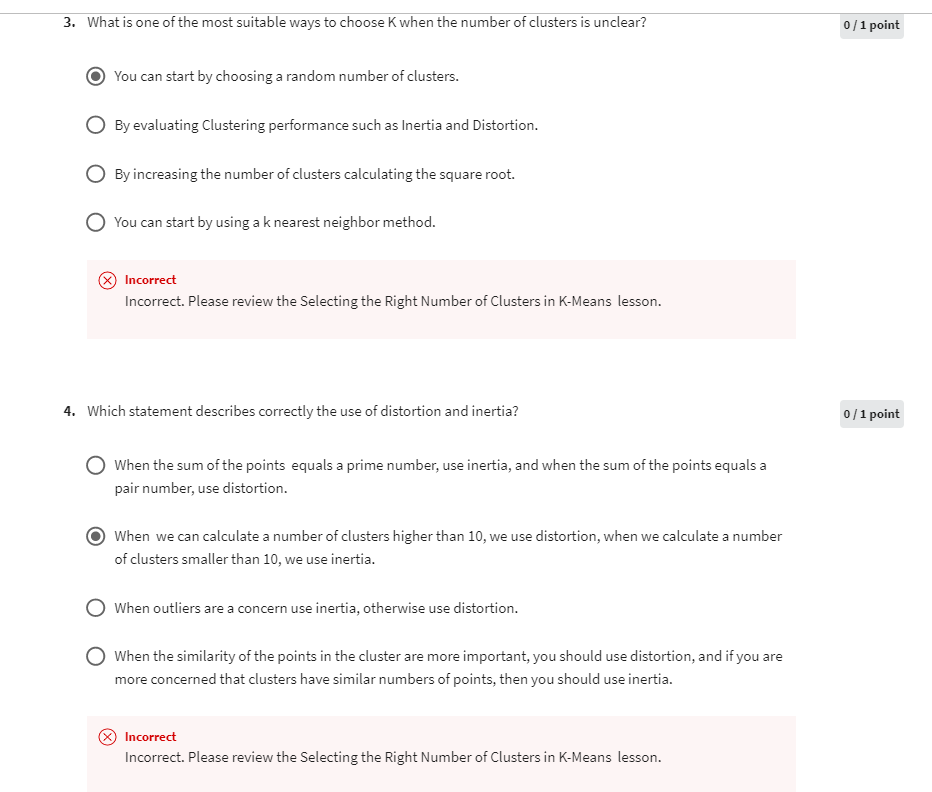 3. What is one of the most suitable ways to choose K when the number of clusters is unclear?
0 / 1 point
You can start by choosing a random number of clusters.
By evaluating Clustering performance such as Inertia and Distortion.
By increasing the number of clusters calculating the square root.
You can start by using a k nearest neighbor method.
Incorrect
Incorrect. Please review the Selecting the Right Number of Clusters in K-Means lesson.
4. Which statement describes correctly the use of distortion and inertia?
0 / 1 point
When the sum of the points equals a prime number, use inertia, and when the sum of the points equals a
pair number, use distortion.
When we can calculate a number of clusters higher than 10, we use distortion, when we calculate a number
of clusters smaller than 10, we use inertia.
When outliers are a concern use inertia, otherwise use distortion.
When the similarity of the points in the cluster are more important, you should use distortion, and if you are
more concerned that clusters have similar numbers of points, then you should use inertia.
Incorrect
Incorrect. Please review the Selecting the Right Number of Clusters in K-Means lesson.